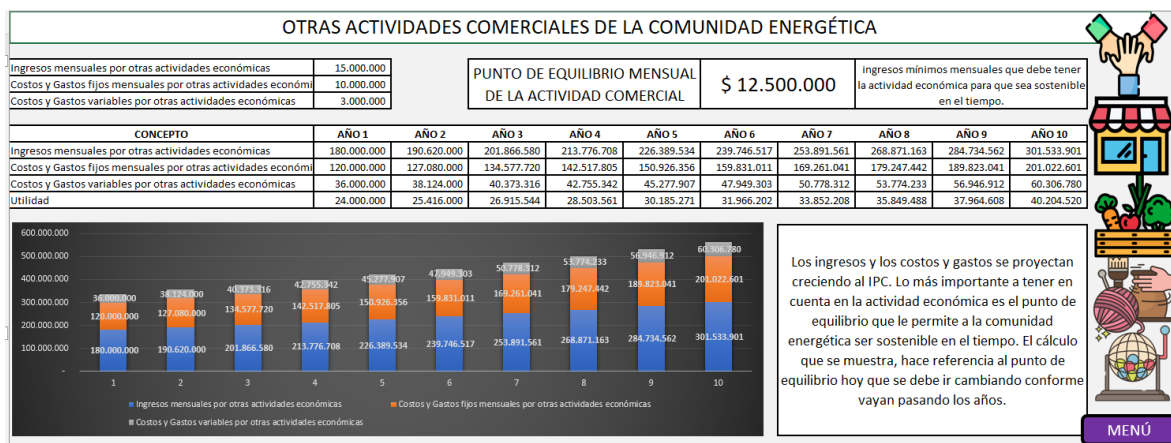 OTRAS ACTIVIDADES COMERCIALES DE LA COMUNIDAD ENERGÉTICA
Ingresos mensuales por otras actividades económicas 15.000.000
Costos y Gastos fijos mensuales por otras actividades económi 10.000.000
Costos y Gastos variables por otras actividades económicas 3.000.000
PUNTO DE EQUILIBRIO MENSUAL
DE LA ACTIVIDAD COMERCIAL
$ 12.500.000
ingresos mínimos mensuales que debe tener
la actividad económica para que sea sostenible
en el tiempo.
CONCEPTO AÑO 1 AÑO 2 AÑO 3 AÑO 4 AÑO 5 AÑO 6 AÑO 7 AÑO 8 AÑO 9 AÑO 10
Ingresos mensuales por otras actividades económicas 180.000.000 190.620.000 201.866.580 213.776.708 226.389.534 239.746.517 253.891.561 268.871.163 284.734.562 301.533.901
Costos y Gastos fijos mensuales por otras actividades económi 120.000.000 127.080.000 134.577.720 142.517.805 150.926.356 159.831.011 169.261.041 179.247.442 189.823.041 201.022.601
Costos y Gastos variables por otras actividades económicas 36.000.000 38.124.000 40.373.316 42.755.342 45.277.907 47.949.303 50.778.312 53.774.233 56.946.912 60.306.780
Utilidad 24.000.000 25.416.000 26.915.544 28.503.561 30.185.271 31.966.202 33.852.208 35.849.488 37.964.608 40.204.520
600.000.000
500.000.000
400.000.000
300.000.000
200.000.000
100.000.000
-
36.000.000 38.124.000 40.373.316 42.755.342 45.277.907 47.949.303 50.778.312 53.774.233 56.946.912 60.306.780
120.000.000 127.080.000 134.577.720 142.517.805 150.926.356 159.831.011 169.261.041 179.247.442 189.823.041 201.022.601
180.000.000 190.620.000 201.866.580 213.776.708 226.389.534 239.746.517 253.891.561 268.871.163 284.734.562 301.533.901
1 2 3 4 5 6 7 8 9 10
Ingresos mensuales por otras actividades económicas Costos y Gastos fijos mensuales por otras actividades económicas
Costos y Gastos variables por otras actividades económicas
Los ingresos y los costos y gastos se proyectan
creciendo al IPC. Lo más importante a tener en
cuenta en la actividad económica es el punto de
equilibrio que le permite a la comunidad
energética ser sostenible en el tiempo. El cálculo
que se muestra, hace referencia al punto de
equilibrio hoy que se debe ir cambiando conforme
vayan pasando los años.
MENÚ